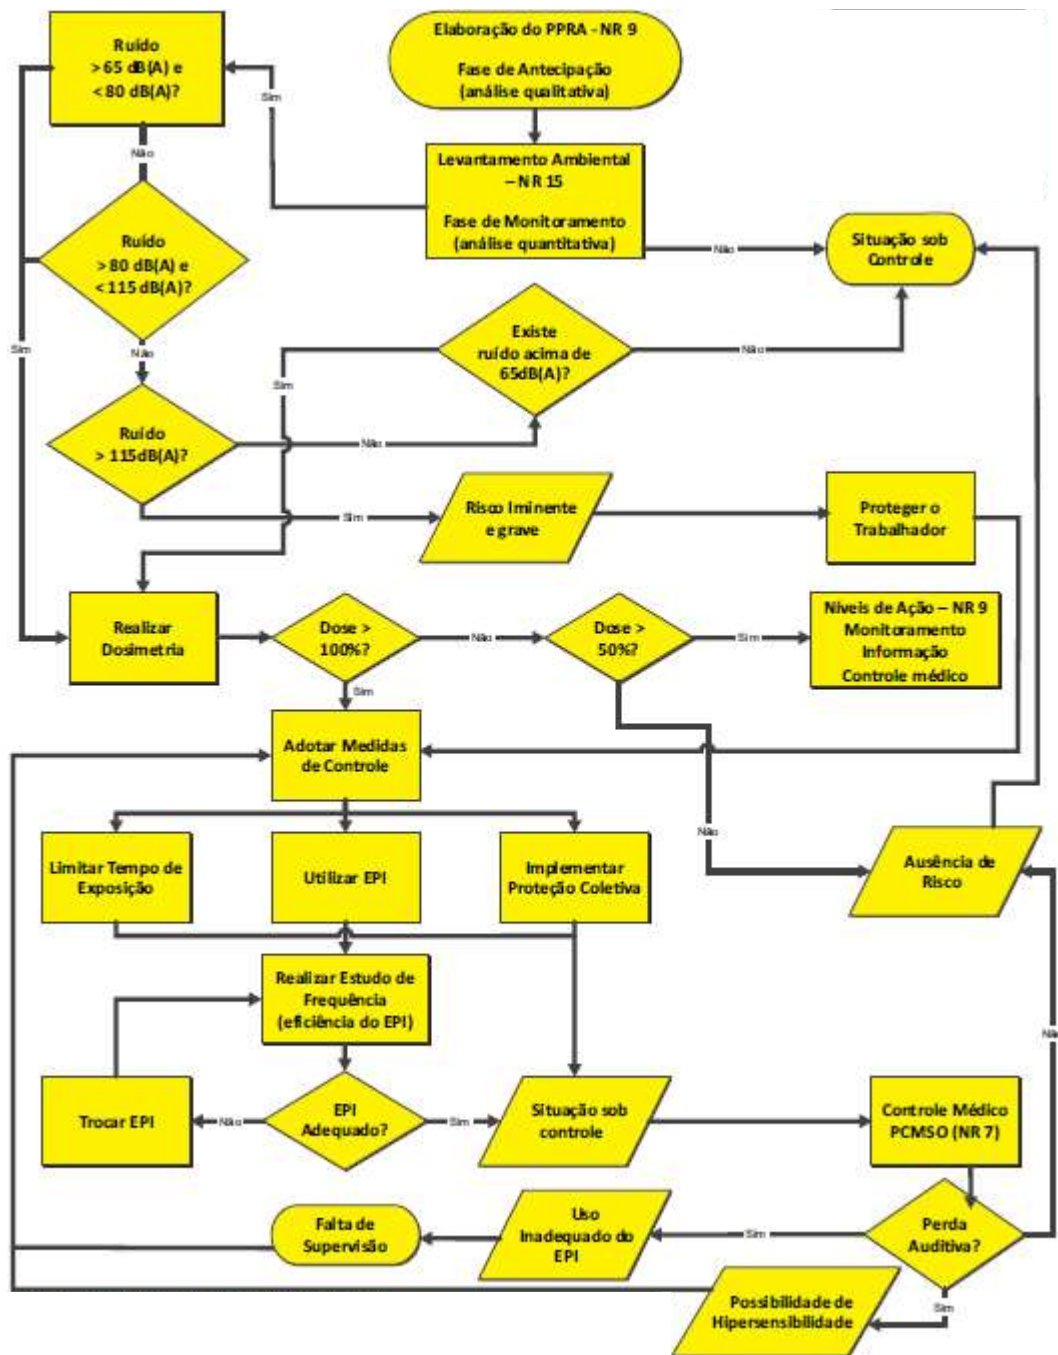 Elaboração do PPRA - NR 9
Fase de Antecipação
(análise qualitativa)
Ruído
> 65 dB(A) e
< 80 dB(A)?
Sim
Não
Levantamento Ambiental
– NR 15
Fase de Monitoramento
(análise quantitativa)
Não
Situação sob
Controle
Ruído
> 80 dB(A) e
< 115 dB(A)?
Sim
Não
Existe
ruído acima de
65dB(A)?
Não
Sim
Ruído
> 115dB(A)?
Não
Sim
Risco Iminente
e grave
Proteger o
Trabalhador
Realizar
Dosimetria
Dose >
100%?
Não
Dose >
50%?
Sim
Níveis de Ação – NR 9
Monitoramento
Informação
Controle médico
Sim
Não
Adotar Medidas
de Controle
Limitar Tempo de
Exposição
Utilizar EPI
Implementar
Proteção Coletiva
Ausência de
Risco
Realizar Estudo de
Frequência
(eficiência do EPI)
Não
Trocar EPI
Não
EPI
Adequado?
Sim
Situação sob
controle
Controle Médico
PCMSO (NR 7)
Falta de
Supervisão
Uso
Inadequado do
EPI
Sim
Perda
Auditiva?
Sim
Possibilidade de
Hipersensibilidade